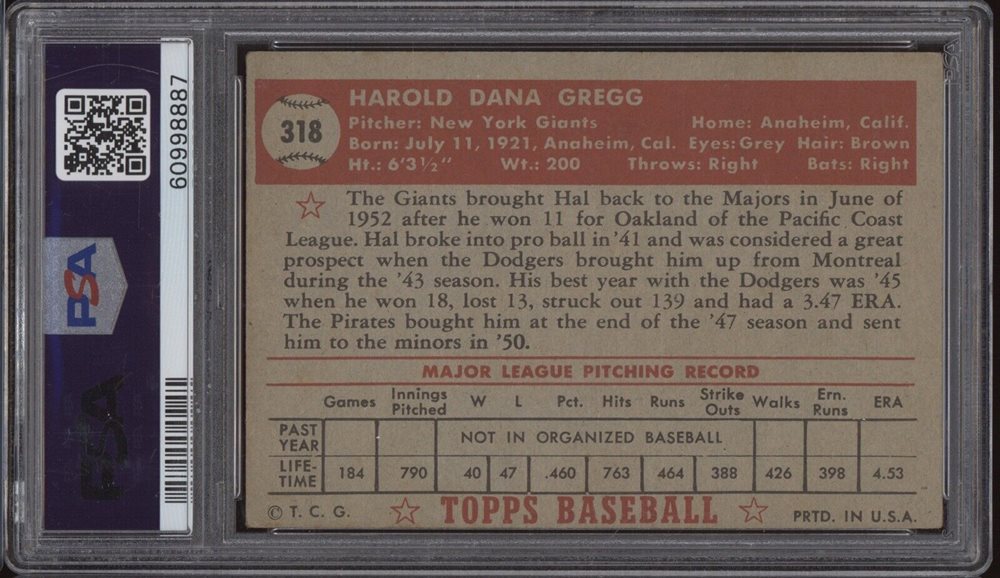 60998887
PSA
PSA
318
HAROLD DANA GREGG
Pitcher: New York Giants Home: Anaheim, Calif.
Born: July 11, 1921, Anaheim, Cal. Eyes: Grey Hair: Brown
Ht.: 6'3½" Wt.: 200 Throws: Right Bats: Right
The Giants brought Hal back to the Majors in June of
1952 after he won 11 for Oakland of the Pacific Coast
League. Hal broke into pro ball in '41 and was considered a great
prospect when the Dodgers brought him up from Montreal
during the '43 season. His best year with the Dodgers was '45
when he won 18, lost 13, struck out 139 and had a 3.47 ERA.
The Pirates bought him at the end of the '47 season and sent
him to the minors in '50.
MAJOR LEAGUE PITCHING RECORD
Games Innings Pitched W L Pct. Hits Runs Strike Outs Walks Ern. Runs ERA
PAST YEAR NOT IN ORGANIZED BASEBALL
LIFE-TIME 184 790 40 47 .460 763 464 388 426 398 4.53
© T. C. G. TOPPS BASEBALL PRTD. IN U.S.A.